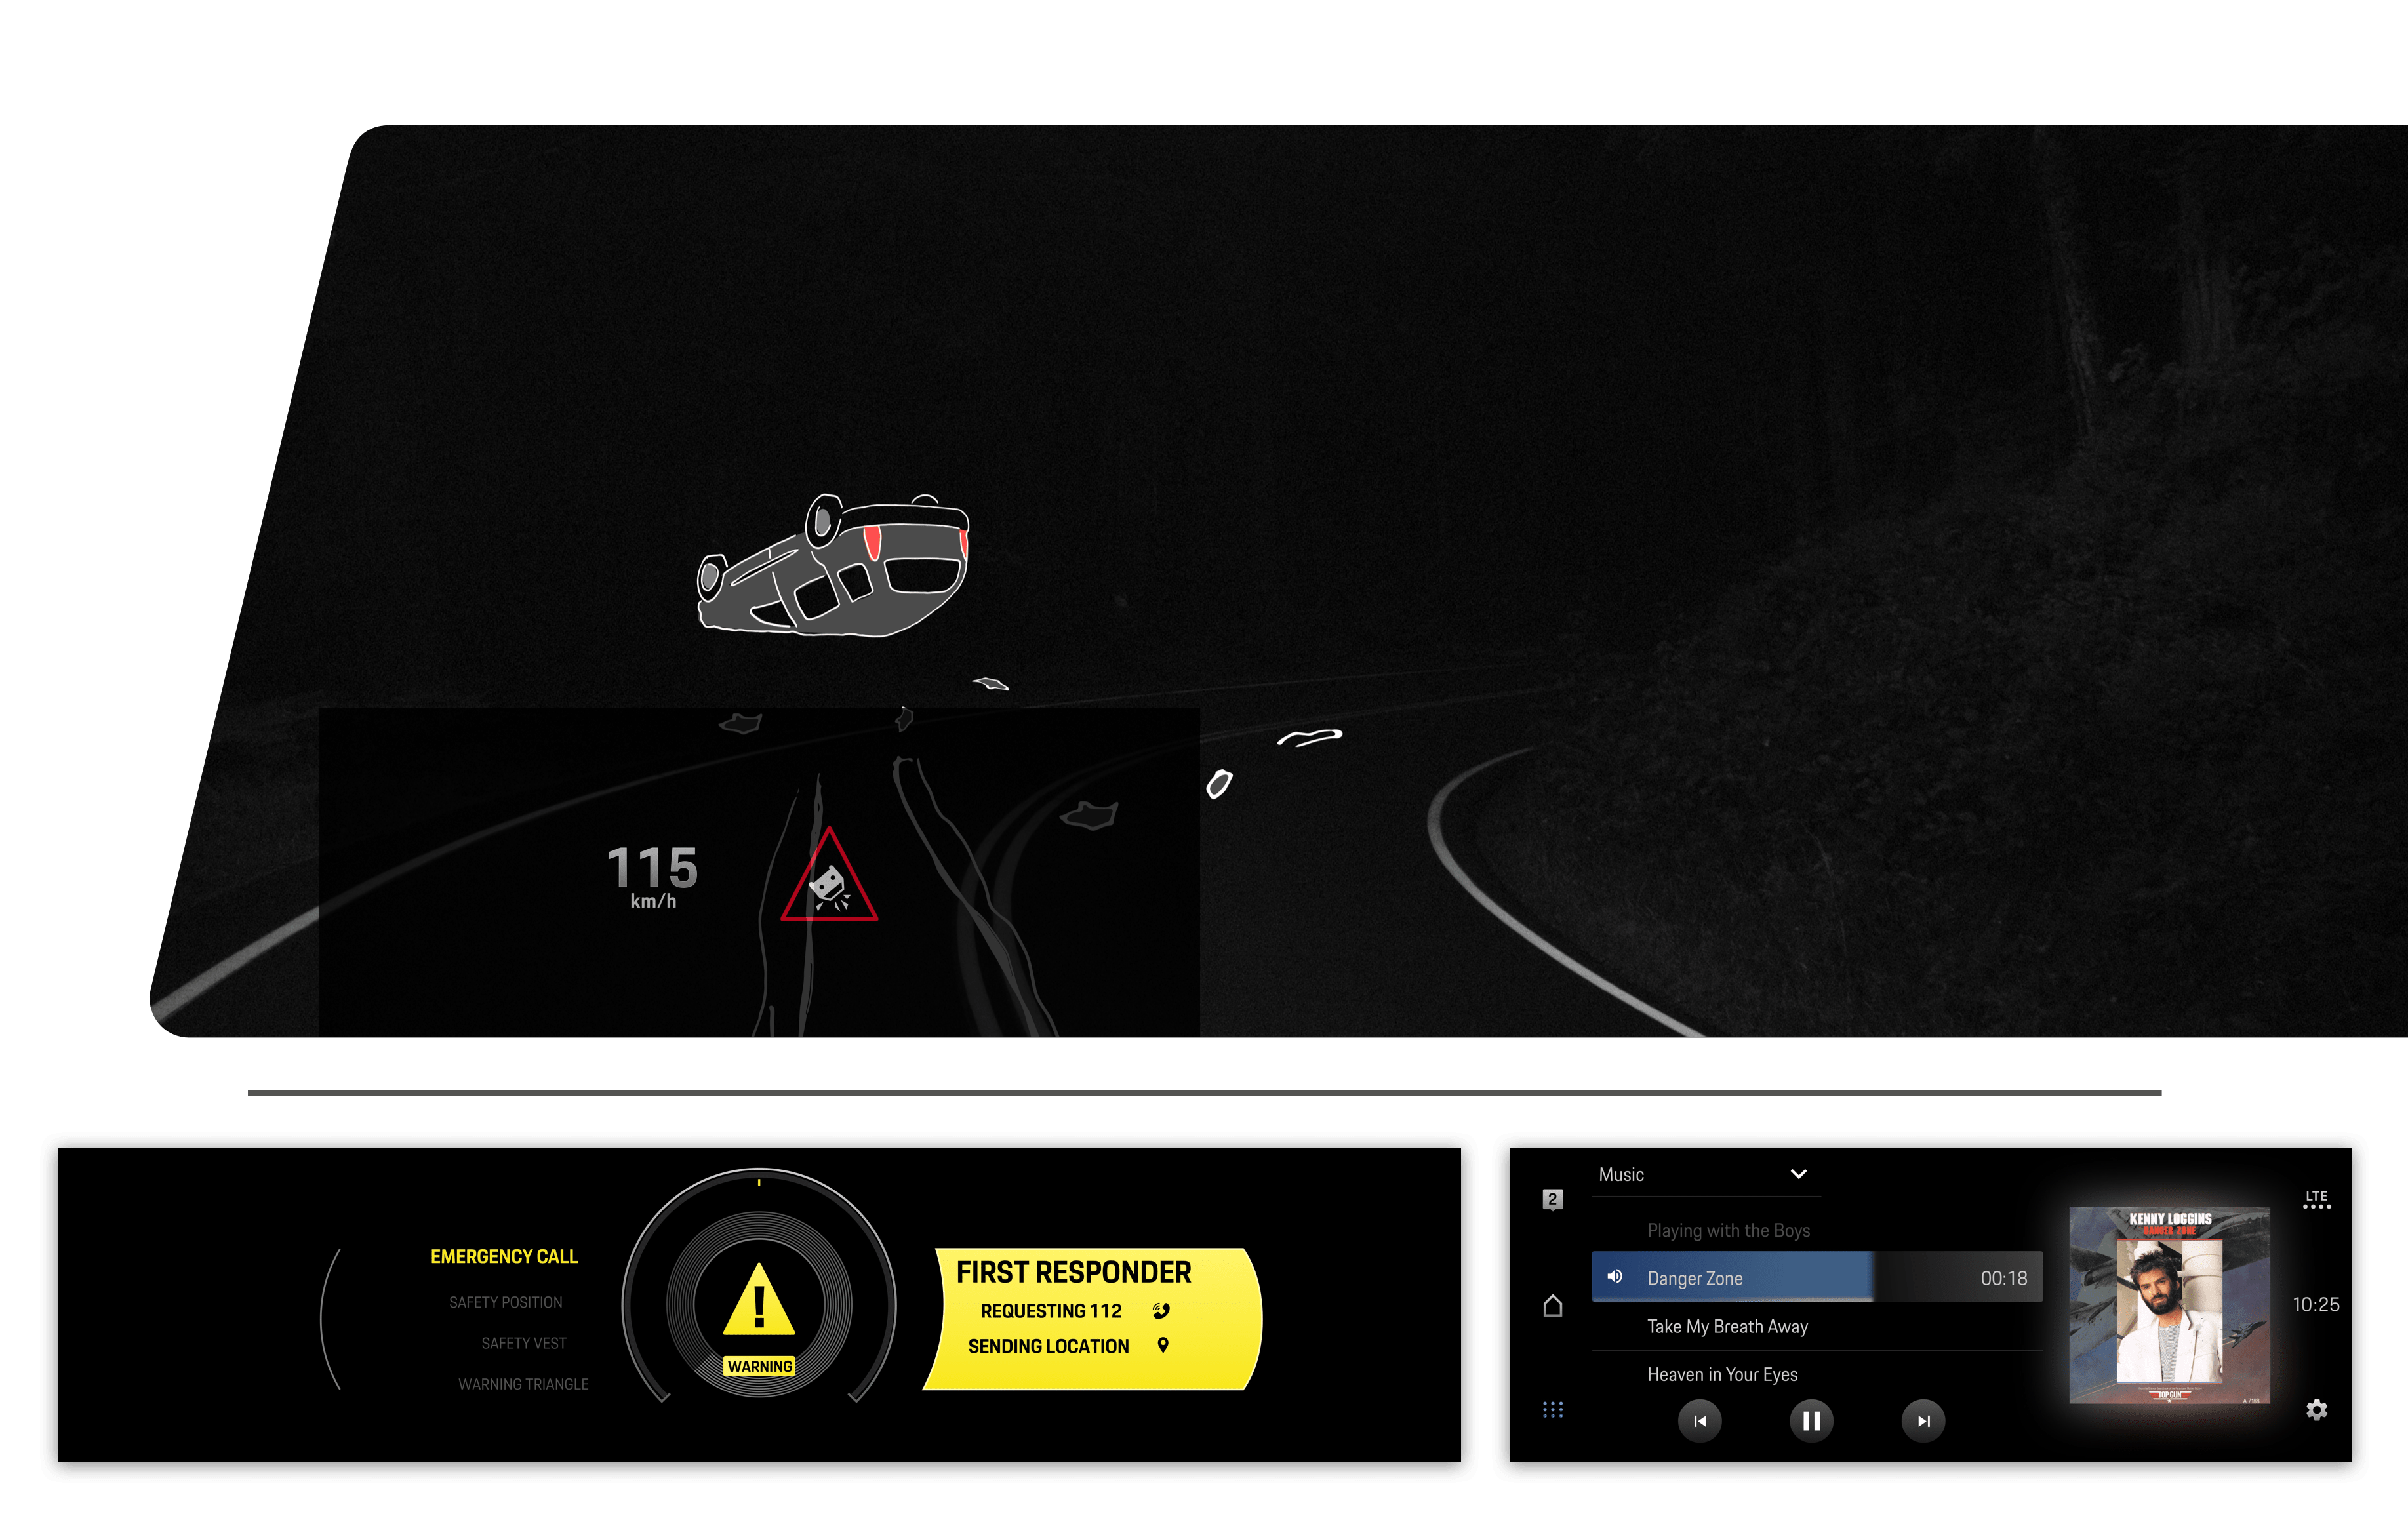 115
km/h
EMERGENCY CALL
SAFETY POSITION
SAFETY VEST
WARNING TRIANGLE
!
WARNING
FIRST RESPONDER
REQUESTING 112
SENDING LOCATION
2
Music
Playing with the Boys
Danger Zone 00:18
Take My Breath Away
Heaven in Your Eyes
KENNY LOGGINS
DANGER ZONE
TOP GUN
A 7188
LTE
10:25